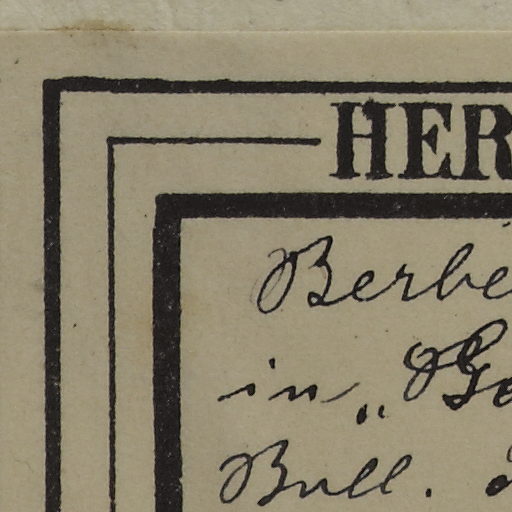 HER
Berbe
in „
Bull.